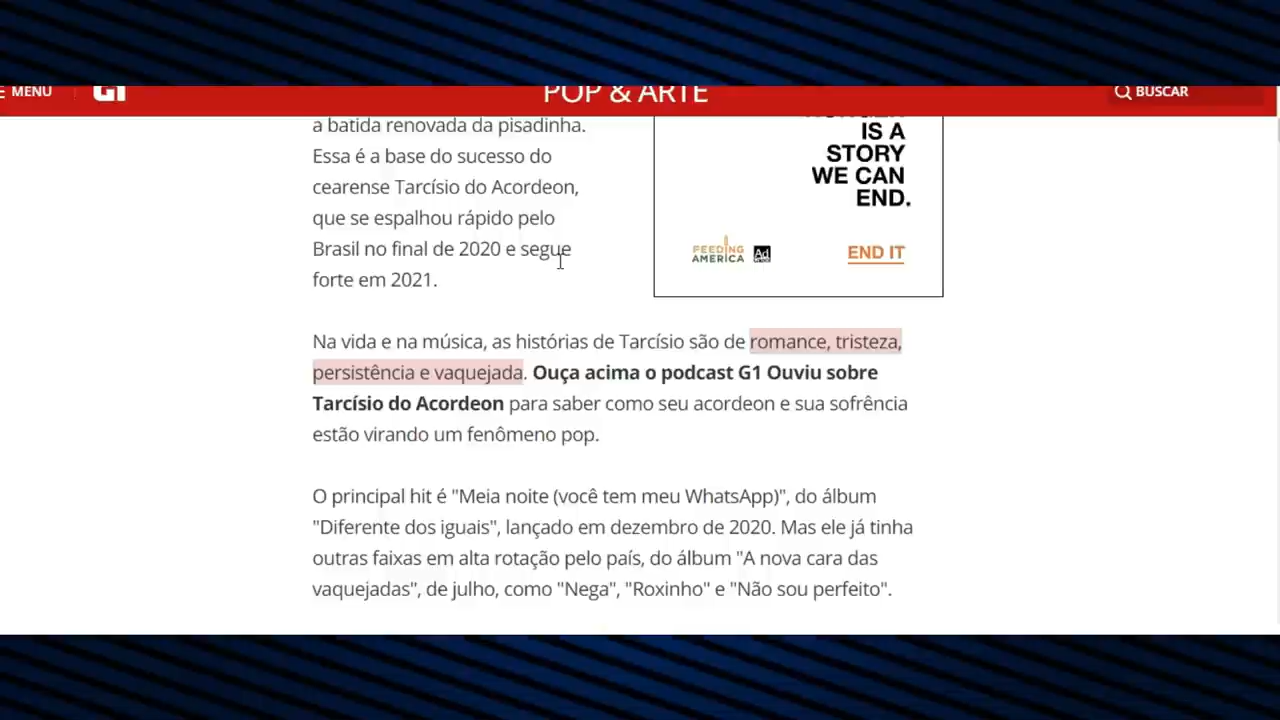 MENU
G1
POP & ARTE
BUSCAR
a batida renovada da pisadinha.
Essa é a base do sucesso do
cearense Tarcísio do Acordeon,
que se espalhou rápido pelo
Brasil no final de 2020 e segue
forte em 2021.
IS A
STORY
WE CAN
END.
FEEDING
AMERICA
Ad
END IT
Na vida e na música, as histórias de Tarcísio são de romance, tristeza,
persistência e vaquejada. Ouça acima o podcast G1 Ouviu sobre
Tarcísio do Acordeon para saber como seu acordeon e sua sofrência
estão virando um fenômeno pop.
O principal hit é "Meia noite (você tem meu WhatsApp)", do álbum
"Diferente dos iguais", lançado em dezembro de 2020. Mas ele já tinha
outras faixas em alta rotação pelo país, do álbum "A nova cara das
vaquejadas", de julho, como "Nega", "Roxinho" e "Não sou perfeito".